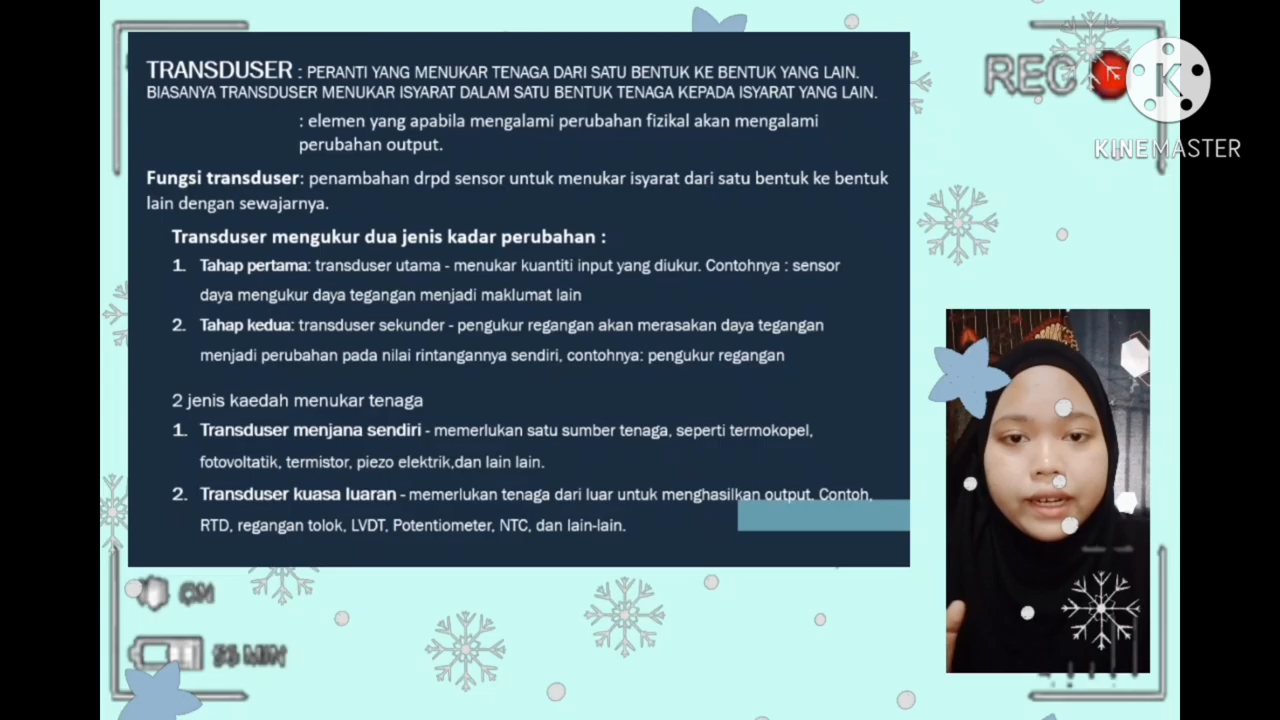 TRANSDUSER : PERANTI YANG MENUKAR TENAGA DARI SATU BENTUK KE BENTUK YANG LAIN.
BIASANYA TRANSDUSER MENUKAR ISYARAT DALAM SATU BENTUK TENAGA KEPADA ISYARAT YANG LAIN.
: elemen yang apabila mengalami perubahan fizikal akan mengalami
perubahan output.
Fungsi transduser: penambahan drpd sensor untuk menukar isyarat dari satu bentuk ke bentuk
lain dengan sewajarnya.
Transduser mengukur dua jenis kadar perubahan :
1. Tahap pertama: transduser utama - menukar kuantiti input yang diukur. Contohnya : sensor
daya mengukur daya tegangan menjadi maklumat lain
2. Tahap kedua: transduser sekunder - pengukur regangan akan merasakan daya tegangan
menjadi perubahan pada nilai rintangannya sendiri, contohnya: pengukur regangan
2 jenis kaedah menukar tenaga
1. Transduser menjana sendiri - memerlukan satu sumber tenaga, seperti termokopel,
fotovoltatik, termistor, piezo elektrik,dan lain lain.
2. Transduser kuasa luaran - memerlukan tenaga dari luar untuk menghasilkan output. Contoh,
RTD, regangan tolok, LVDT, Potentiometer, NTC, dan lain-lain.
REC
K
KINEMASTER
ON
55 MIN